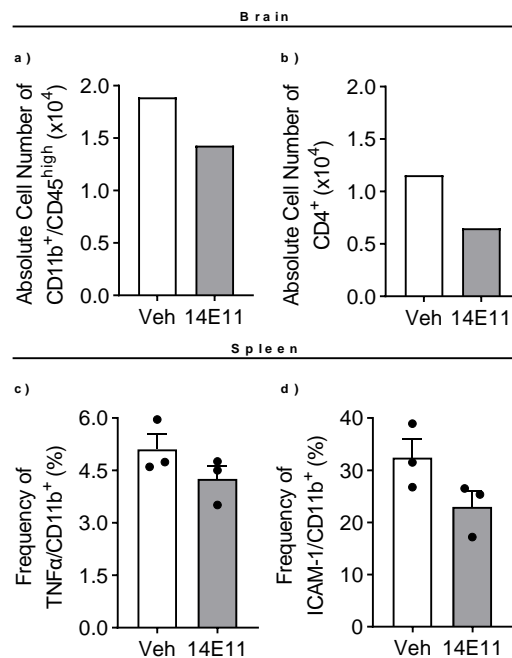 Brain
a)
Absolute Cell Number of
CD11b⁺/CD45ʰⁱᵍʰ (x10⁴)
2.0
1.5
1.0
0.5
0.0
Veh 14E11
b)
Absolute Cell Number of
CD4⁺ (x10⁴)
2.0
1.5
1.0
0.5
0.0
Veh 14E11
Spleen
c)
Frequency of
TNFα/CD11b⁺ (%)
6.0
4.5
3.0
1.5
0.0
Veh 14E11
d)
Frequency of
ICAM-1/CD11b⁺ (%)
40
30
20
10
0
Veh 14E11